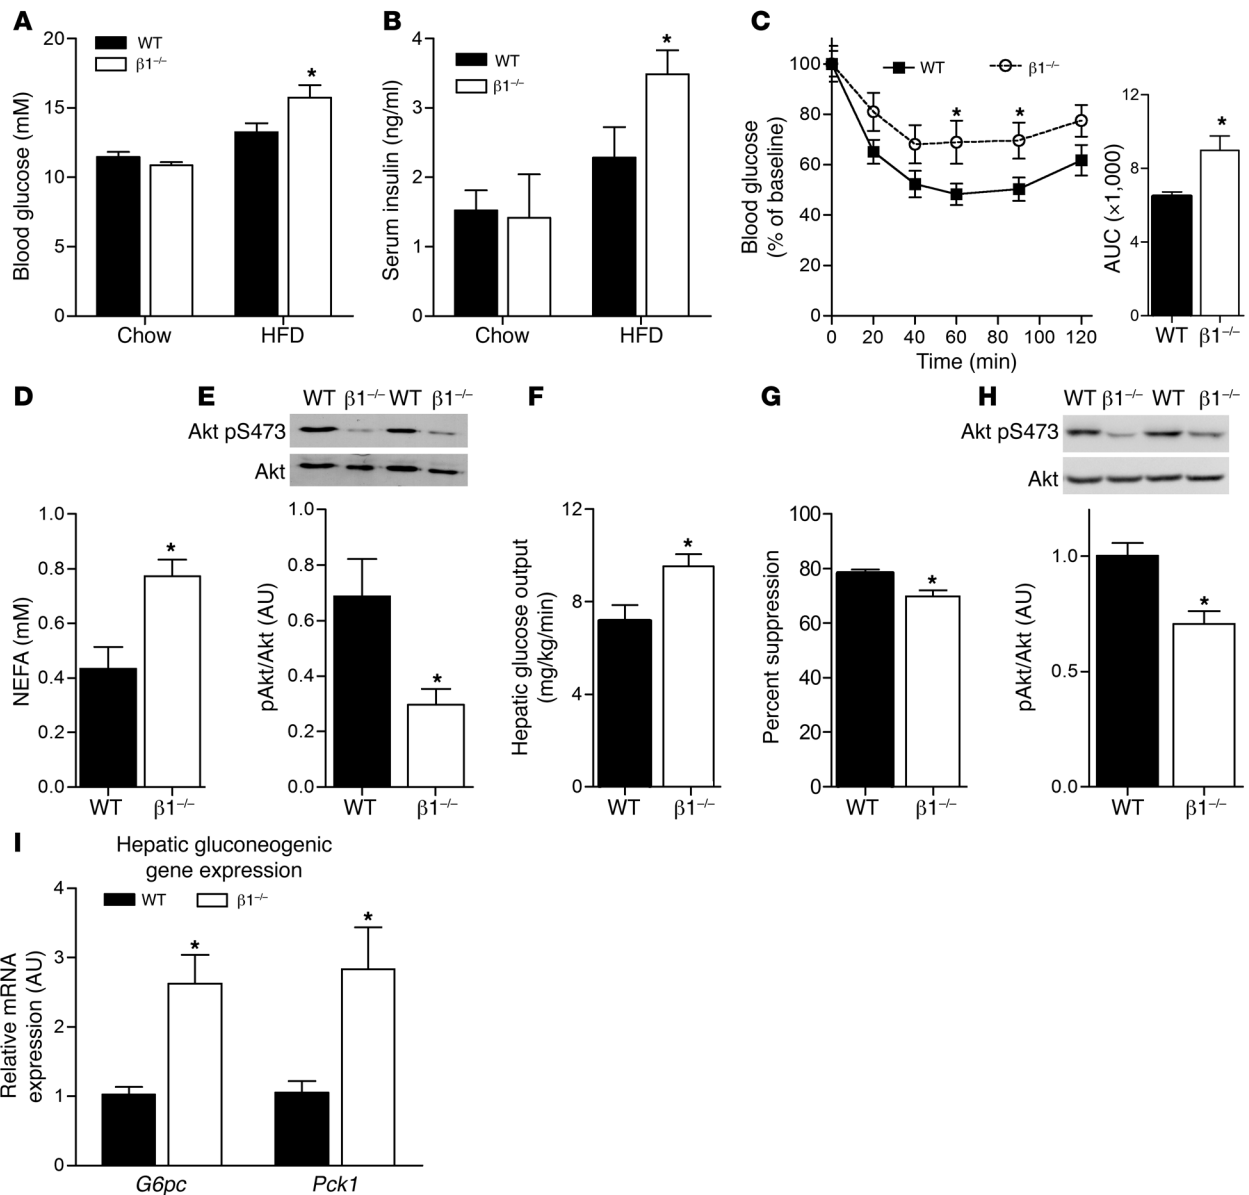 A
20
15
10
5
0
Blood glucose (mM)
WT
β1–/–
*
Chow
HFD
B
4
3
2
1
0
Serum insulin (ng/ml)
WT
β1–/–
*
Chow
HFD
C
100
80
60
40
20
0
Blood glucose
(% of baseline)
WT
β1–/–
*
*
0 20 40 60 80 100 120
Time (min)
12
8
4
0
AUC (×1,000)
*
WT
β1–/–
D
1.0
0.8
0.6
0.4
0.2
0.0
NEFA (mM)
*
WT
β1–/–
E
WT β1–/– WT β1–/–
Akt pS473
Akt
1.0
0.8
0.6
0.4
0.2
0.0
pAkt/Akt (AU)
*
WT
β1–/–
F
12
8
4
0
Hepatic glucose output
(mg/kg/min)
*
WT
β1–/–
G
100
80
60
40
20
0
Percent suppression
*
WT
β1–/–
H
WT β1–/– WT β1–/–
Akt pS473
Akt
1.0
0.5
0.0
pAkt/Akt (AU)
*
WT
β1–/–
I
Hepatic gluconeogenic
gene expression
4
3
2
1
0
Relative mRNA
expression (AU)
WT
β1–/–
*
*
G6pc
Pck1